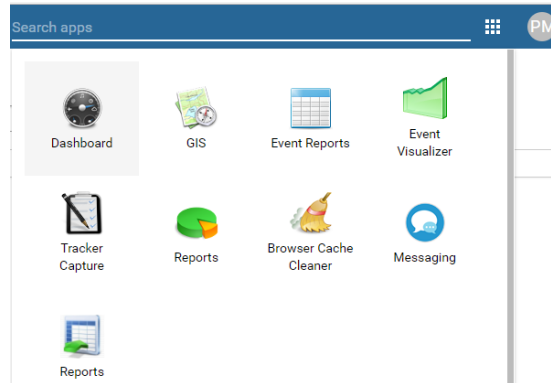 Search apps
PM
Dashboard
GIS
Event Reports
Event
Visualizer
Tracker
Capture
Reports
Browser Cache
Cleaner
Messaging
Reports